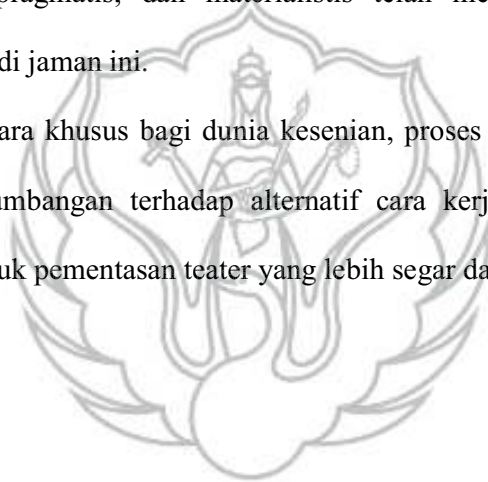 pragmatis, dan materialistis telah me
di jaman ini.
ara khusus bagi dunia kesenian, proses
umbangan terhadap alternatif cara kerj
uk pementasan teater yang lebih segar da